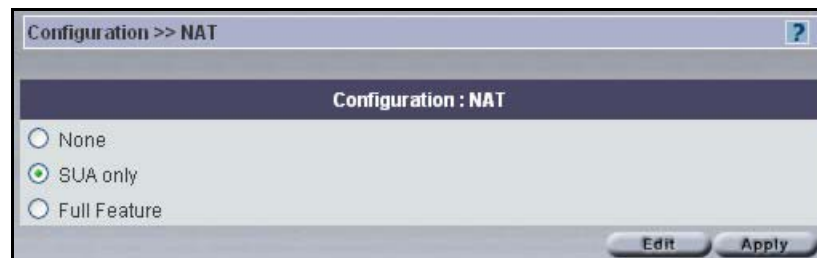 Configuration >> NAT ?
Configuration : NAT
None
SUA only
Full Feature
Edit Apply